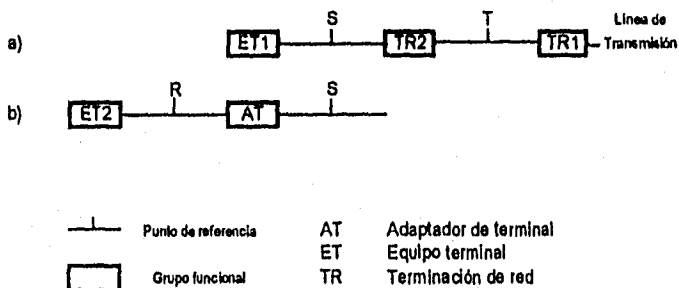 S T Línea de
a) ET1 TR2 TR1 Transmisión
R S
b) ET2 AT
Punto de referencia AT Adaptador de terminal
ET Equipo terminal
Grupo funcional TR Terminación de red